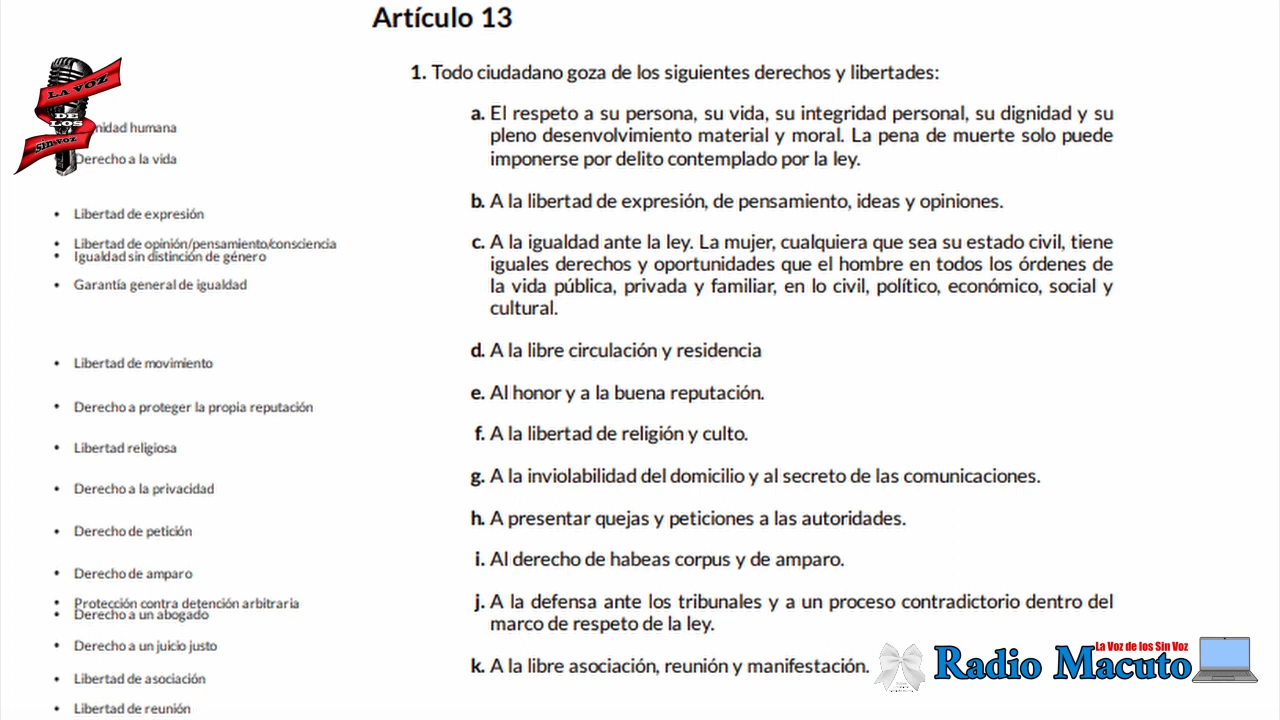 Artículo 13
1. Todo ciudadano goza de los siguientes derechos y libertades:
LA VOZ
DE
LOS
Sin Voz
nidad humana
Derecho a la vida
a. El respeto a su persona, su vida, su integridad personal, su dignidad y su
pleno desenvolvimiento material y moral. La pena de muerte solo puede
imponerse por delito contemplado por la ley.
• Libertad de expresión
b. A la libertad de expresión, de pensamiento, ideas y opiniones.
• Libertad de opinión/pensamiento/consciencia
• Igualdad sin distinción de género
• Garantía general de igualdad
c. A la igualdad ante la ley. La mujer, cualquiera que sea su estado civil, tiene
iguales derechos y oportunidades que el hombre en todos los órdenes de
la vida pública, privada y familiar, en lo civil, político, económico, social y
cultural.
• Libertad de movimiento
d. A la libre circulación y residencia
• Derecho a proteger la propia reputación
e. Al honor y a la buena reputación.
• Libertad religiosa
f. A la libertad de religión y culto.
• Derecho a la privacidad
g. A la inviolabilidad del domicilio y al secreto de las comunicaciones.
• Derecho de petición
h. A presentar quejas y peticiones a las autoridades.
• Derecho de amparo
i. Al derecho de habeas corpus y de amparo.
• Protección contra detención arbitraria
• Derecho a un abogado
• Derecho a un juicio justo
j. A la defensa ante los tribunales y a un proceso contradictorio dentro del
marco de respeto de la ley.
• Libertad de asociación
• Libertad de reunión
k. A la libre asociación, reunión y manifestación.
La Voz de los Sin Voz
Radio Macuto